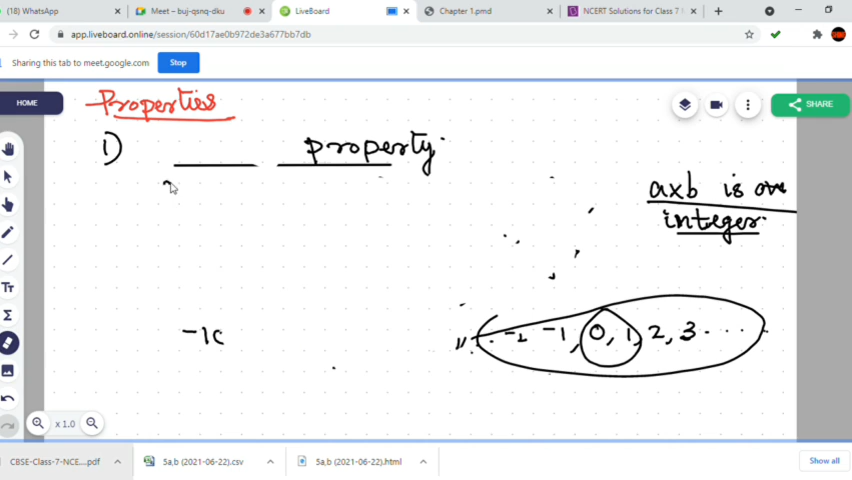 (18) WhatsApp
Meet – buj-qsnq-dku
LiveBoard
Chapter 1.pmd
NCERT Solutions for Class 7 M
app.liveboard.online/session/60d17ae0b972de3a677bb7db
Sharing this tab to meet.google.com
Stop
HOME
Properties
SHARE
1) property.
axb is
integer.
-1, 0, 1, 2, 3 ....
x 1.0
CBSE-Class-7-NCE....pdf
5a,b (2021-06-22).csv
5a,b (2021-06-22).html
Show all